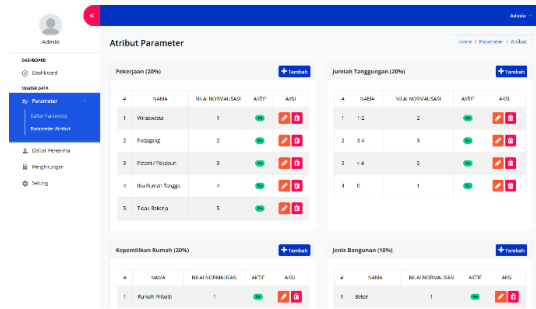 Admin
«
Admin
Atribut Parameter
Home / Parameter / Atribut
DASHBOARD
Dashboard
MASTER DATA
Parameter
Daftar Parameter
Parameter Atribut
Daftar Penerima
Penghitungan
Setting
Pekerjaan (20%)
+ Tambah
# NAMA NILAI NORMALISASI AKTIF AKSI
1 Wiraswasta 1
2 Pedagang 2
3 Petani / Pekebun 3
4 Ibu Rumah Tangga 4
5 Tidak Bekerja 5
Jumlah Tanggungan (20%)
+ Tambah
# NAMA NILAI NORMALISASI AKTIF AKSI
1 1-2 2
2 3-4 3
3
4 0 1
Kepemilikan Rumah (20%)
+ Tambah
# NAMA NILAI NORMALISASI AKTIF AKSI
1 Rumah Pribadi 1
Jenis Bangunan (10%)
+ Tambah
# NAMA NILAI NORMALISASI AKTIF AKSI
1 Beton 1